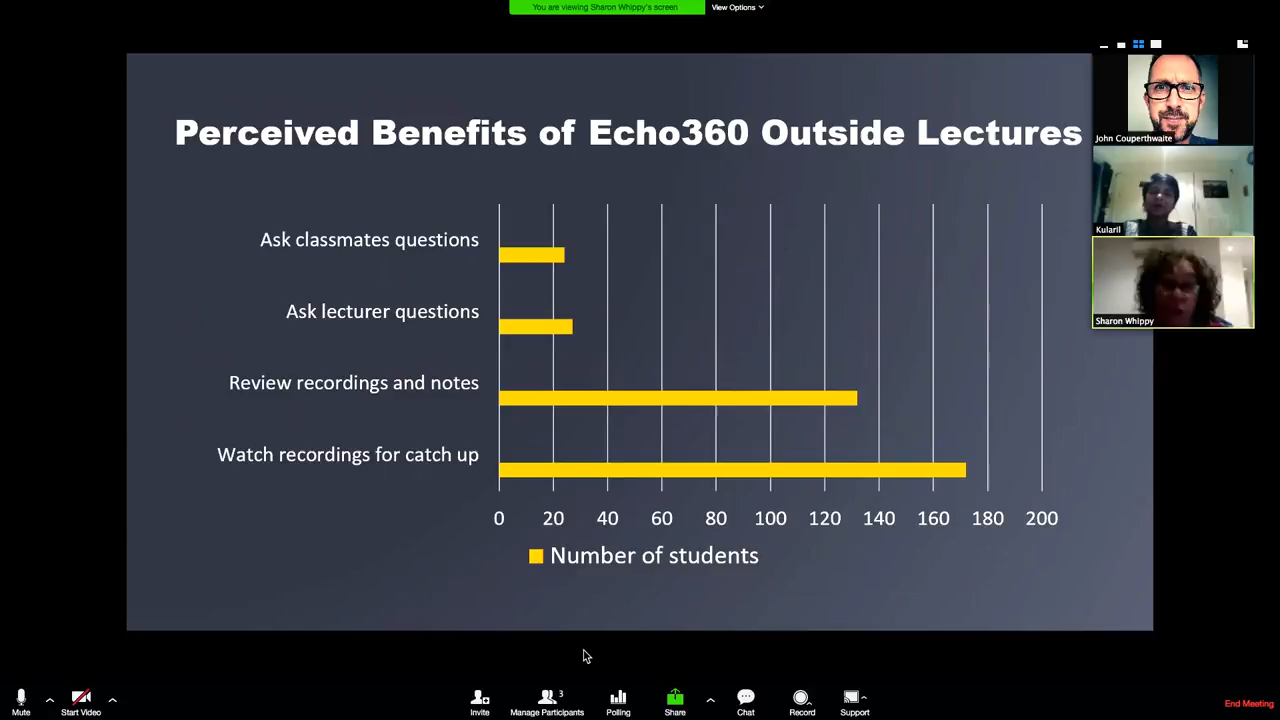 You are viewing Sharon Whippy's screen
View Options
Perceived Benefits of Echo360 Outside Lectures
John Couperthwaite
Kularil
Sharon Whippy
Ask classmates questions
Ask lecturer questions
Review recordings and notes
Watch recordings for catch up
0 20 40 60 80 100 120 140 160 180 200
Number of students
Mute
Start Video
Invite
3
Manage Participants
Polling
Share
Chat
Record
Support
End Meeting